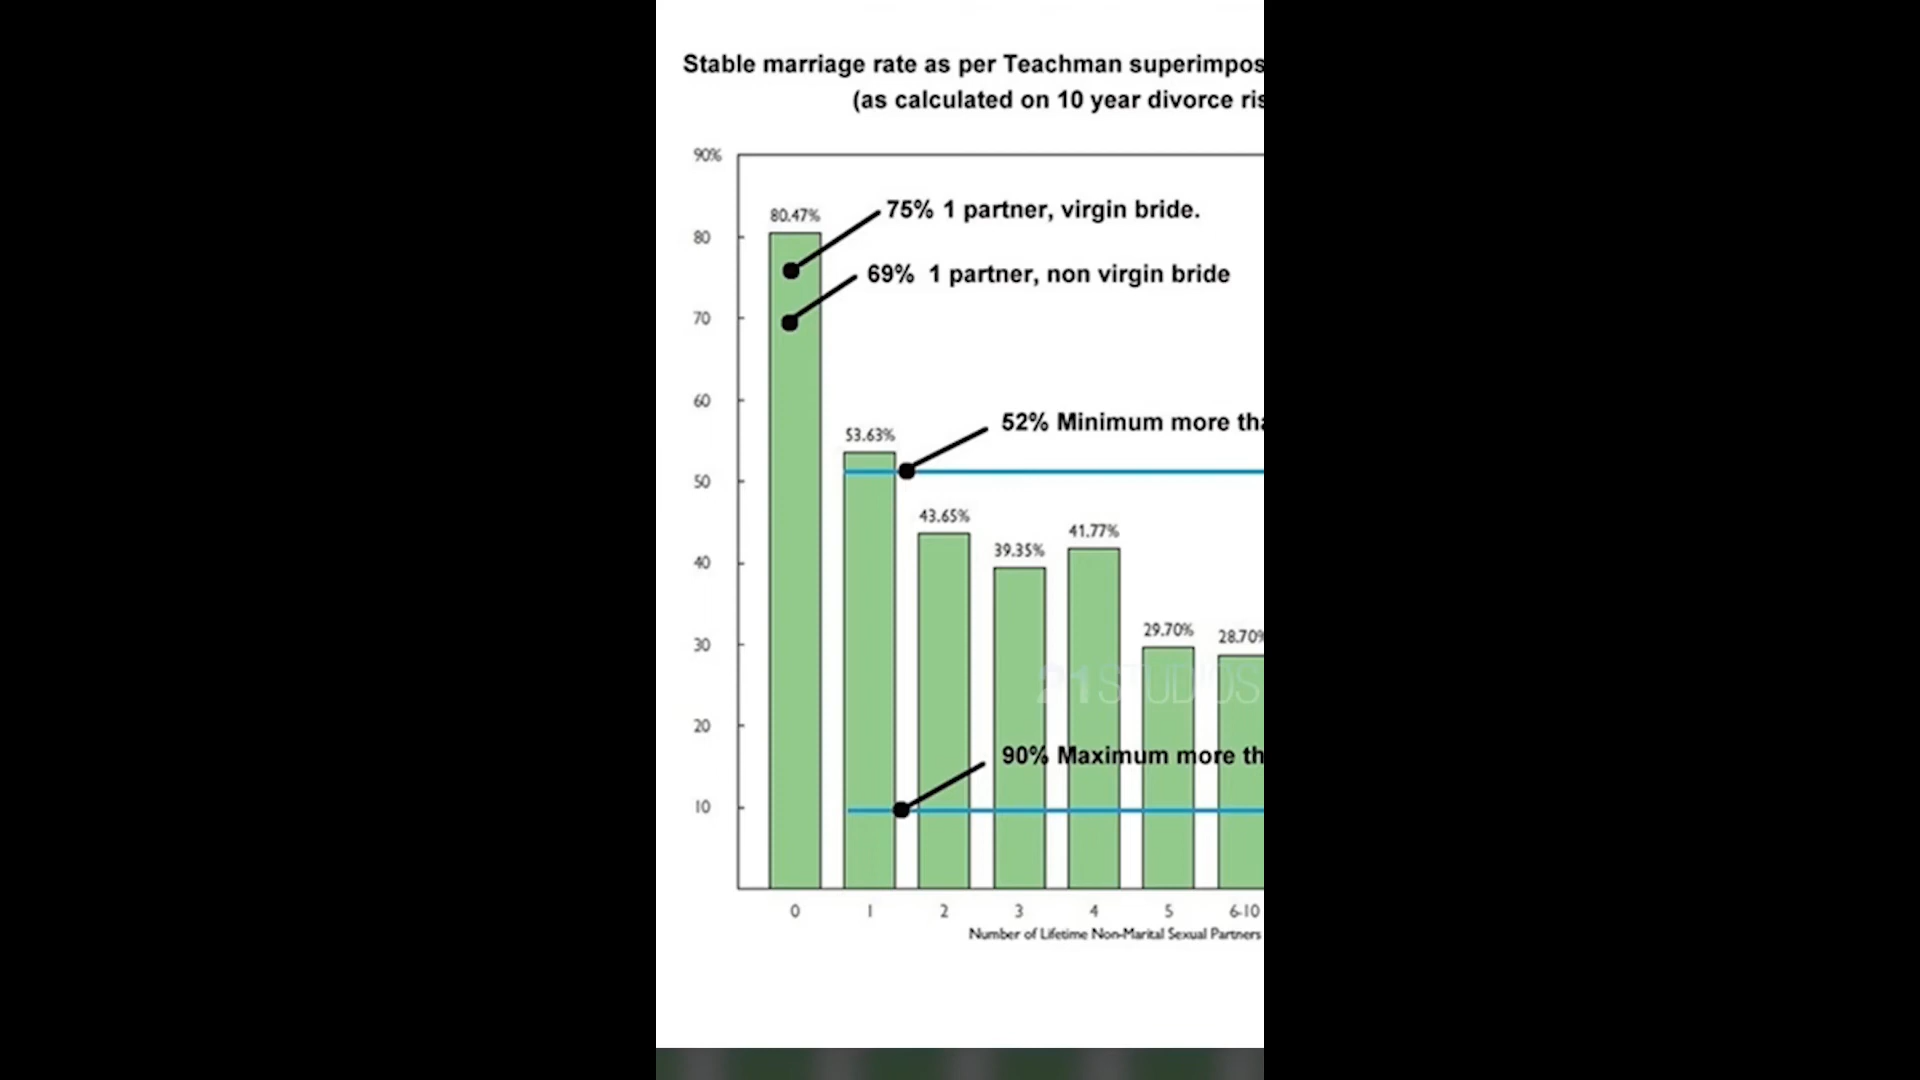 Stable marriage rate as per Teachman superimpos
(as calculated on 10 year divorce ris
90%
80.47%
75% 1 partner, virgin bride.
80
69% 1 partner, non virgin bride
70
60
52% Minimum more tha
53.63%
50
43.65%
41.77%
39.35%
40
29.70%
28.70%
30
21STUDIOS
20
90% Maximum more th
10
0 1 2 3 4 5 6-10
Number of Lifetime Non-Marital Sexual Partners